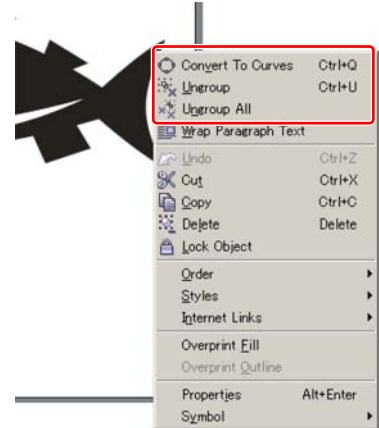 Convert To Curves Ctrl+Q
Ungroup Ctrl+U
Ungroup All
Wrap Paragraph Text
Undo Ctrl+Z
Cut Ctrl+X
Copy Ctrl+C
Delete Delete
Lock Object
Order
Styles
Internet Links
Overprint Fill
Overprint Outline
Properties Alt+Enter
Symbol